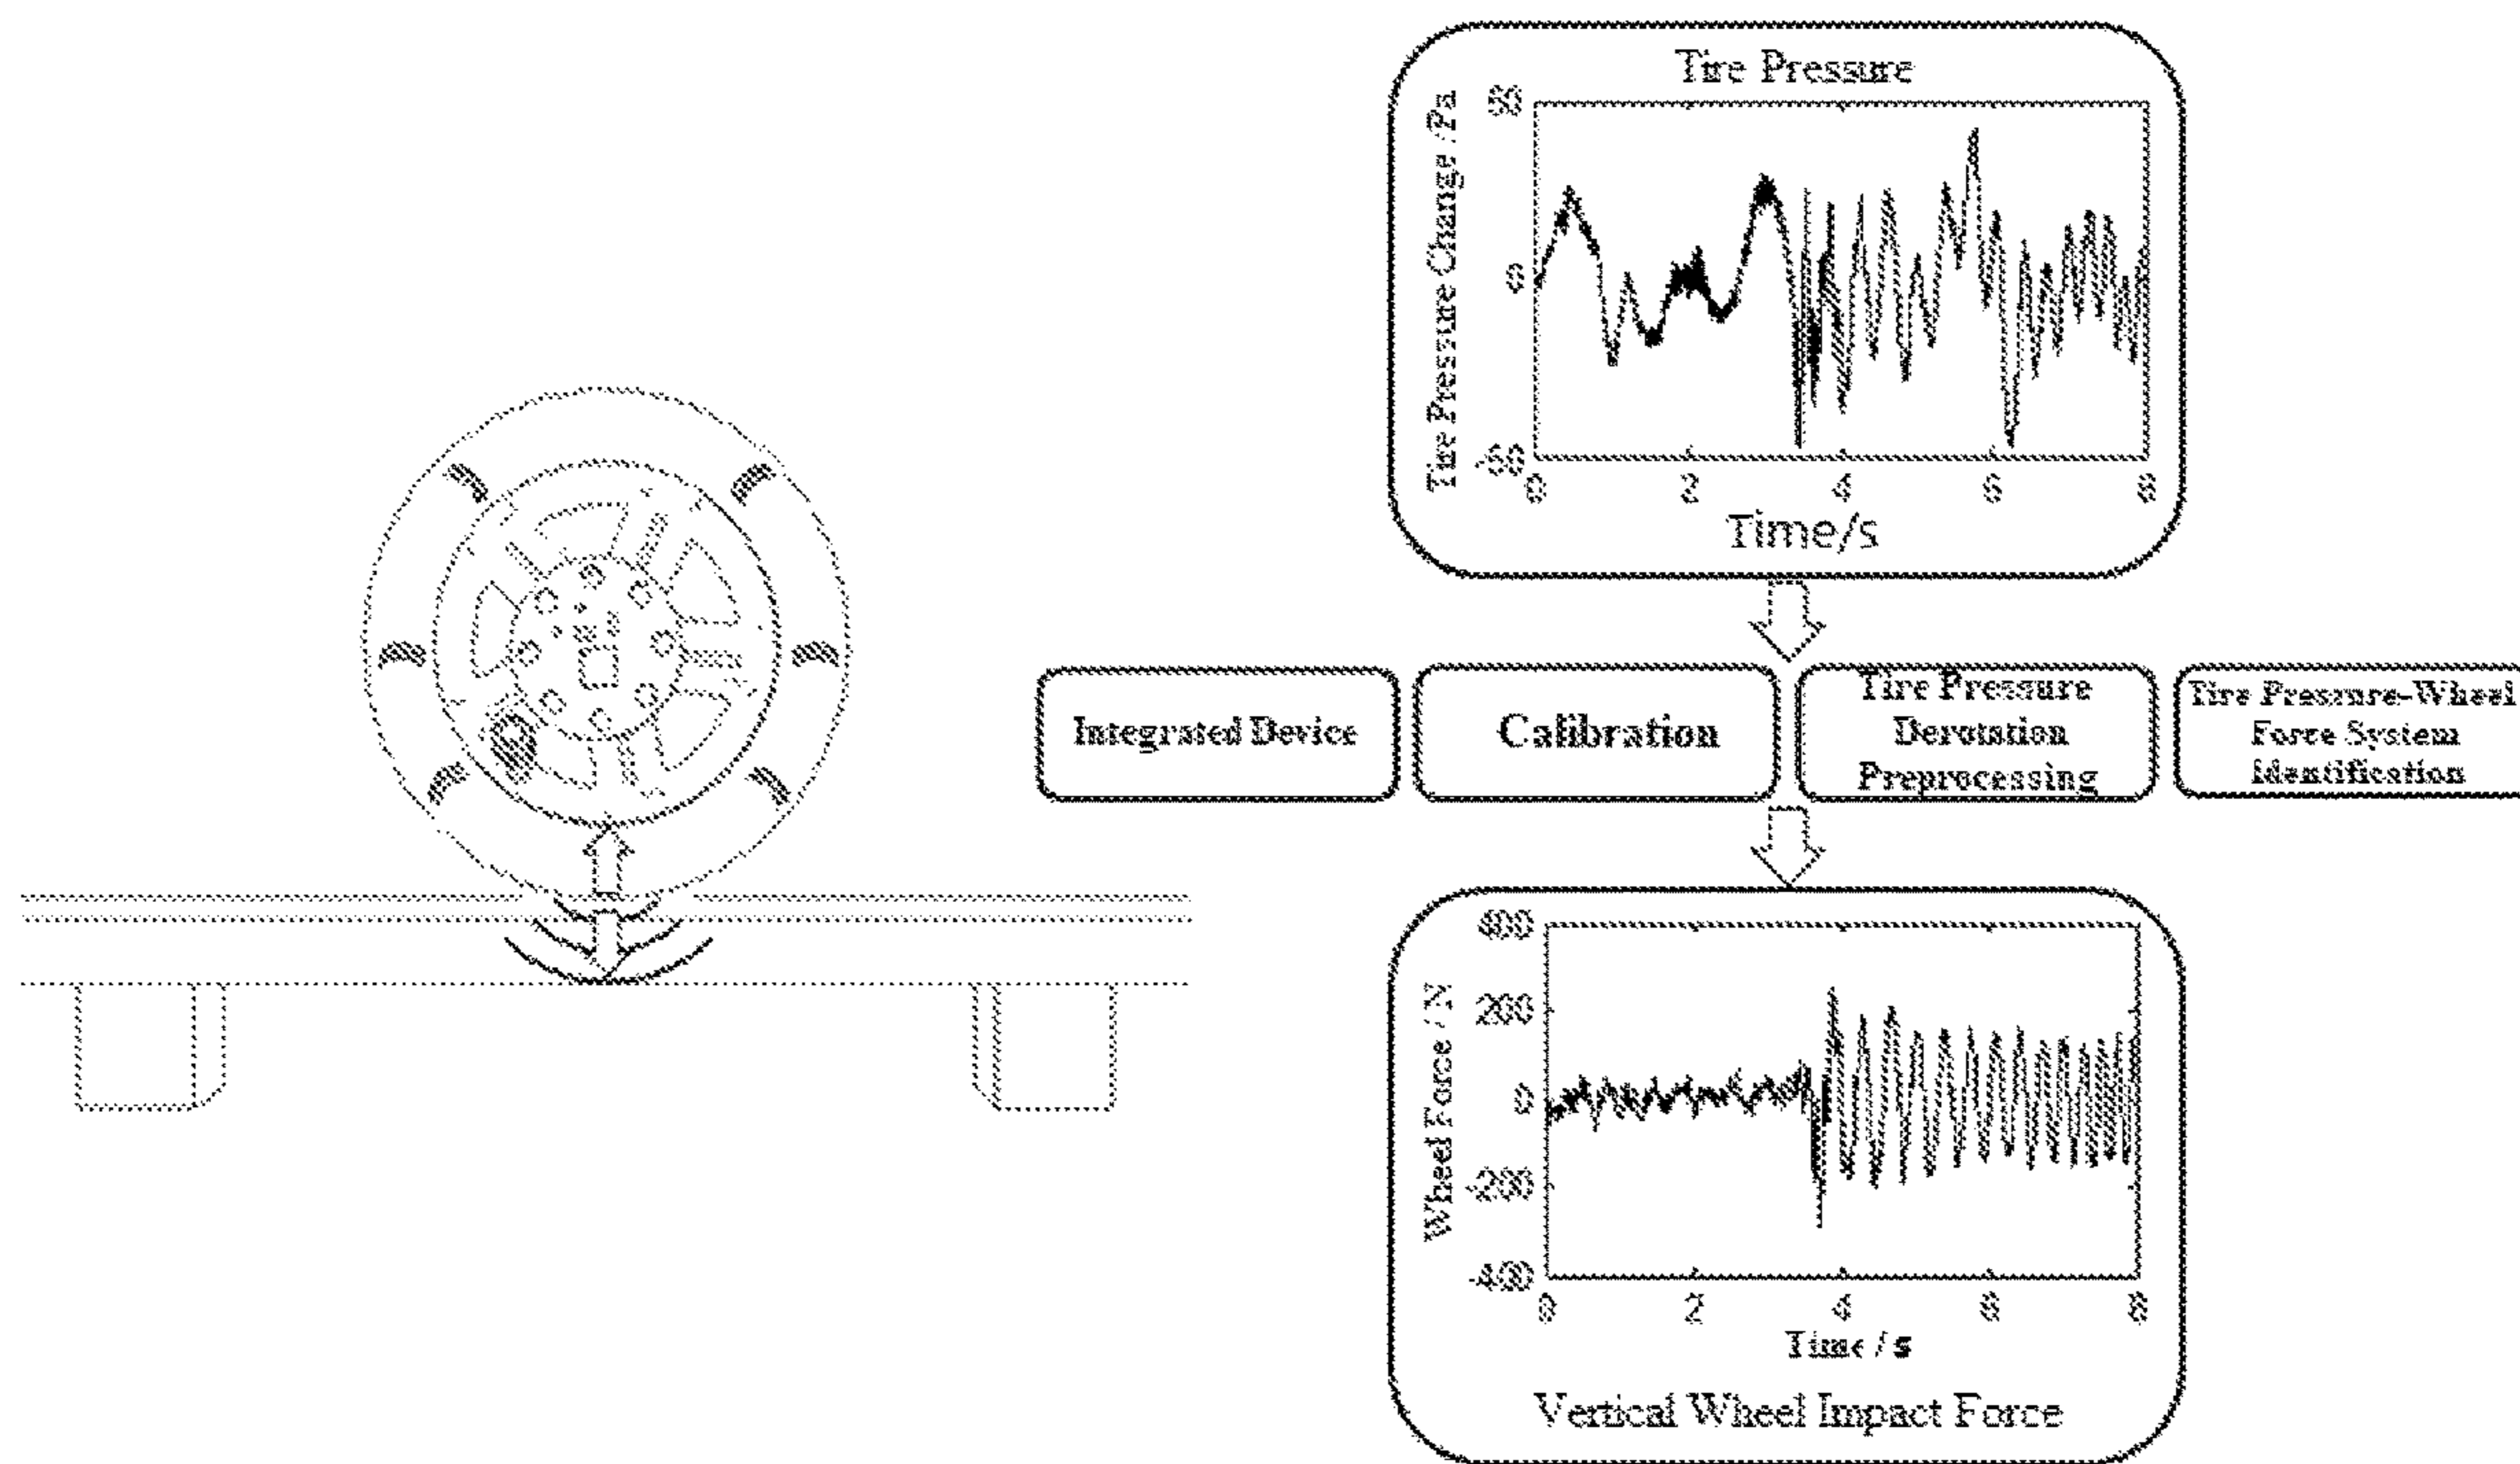 Tire Pressure
Tire Pressure Change /Pa
50
0
-50
0 2 4 6 8
Time/s
Integrated Device
Calibration
Tire Pressure
Derotation
Preprocessing
Tire Pressure-Wheel
Force System
Identification
Wheel Force / N
400
200
0
-200
-400
0 2 4 6 8
Time / s
Vertical Wheel Impact Force